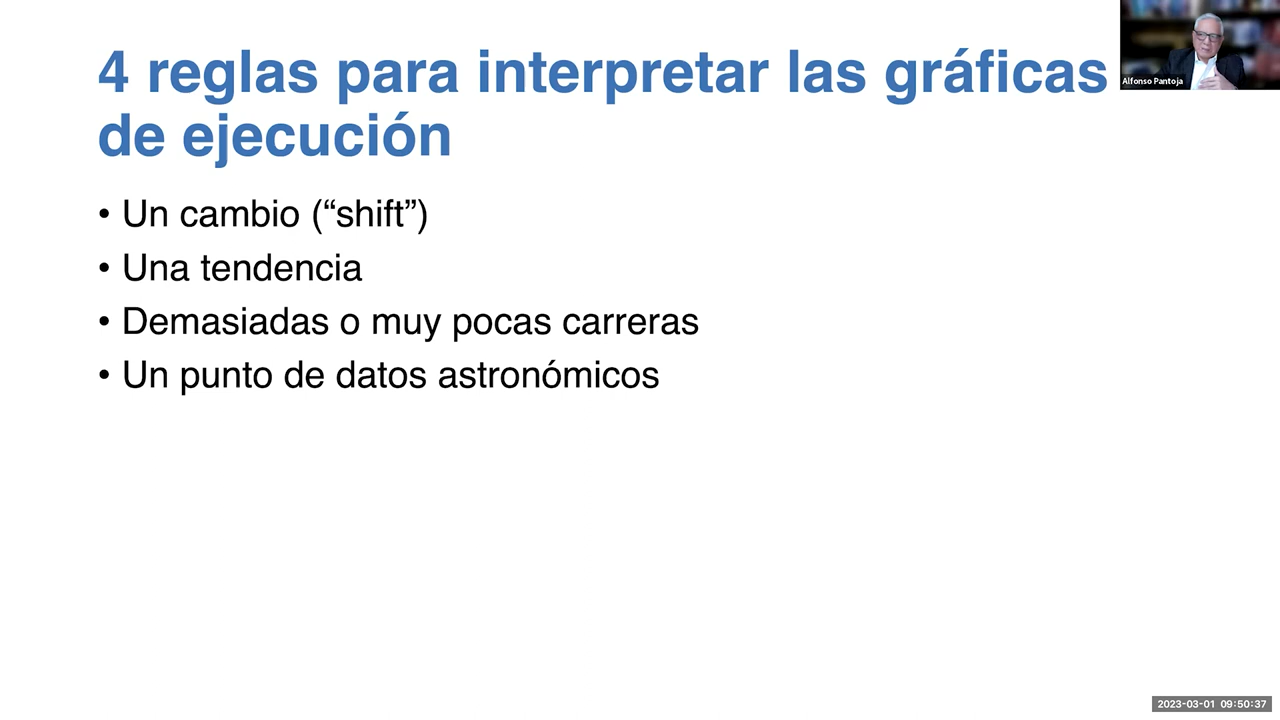 4 reglas para interpretar las gráficas
de ejecución
• Un cambio (“shift”)
• Una tendencia
• Demasiadas o muy pocas carreras
• Un punto de datos astronómicos
Alfonso Pantoja
2023-03-01 09:50:37